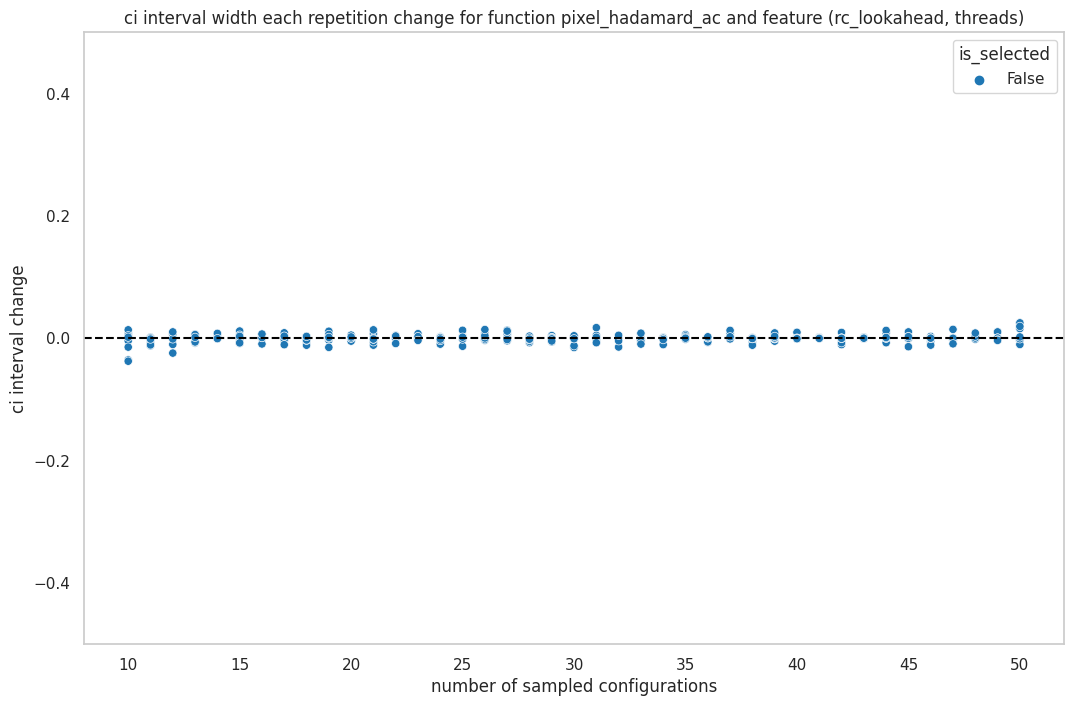 ci interval width each repetition change for function pixel_hadamard_ac and feature (rc_lookahead, threads)
is_selected
False
ci interval change
0.4
0.2
0.0
−0.2
−0.4
10 15 20 25 30 35 40 45 50
number of sampled configurations